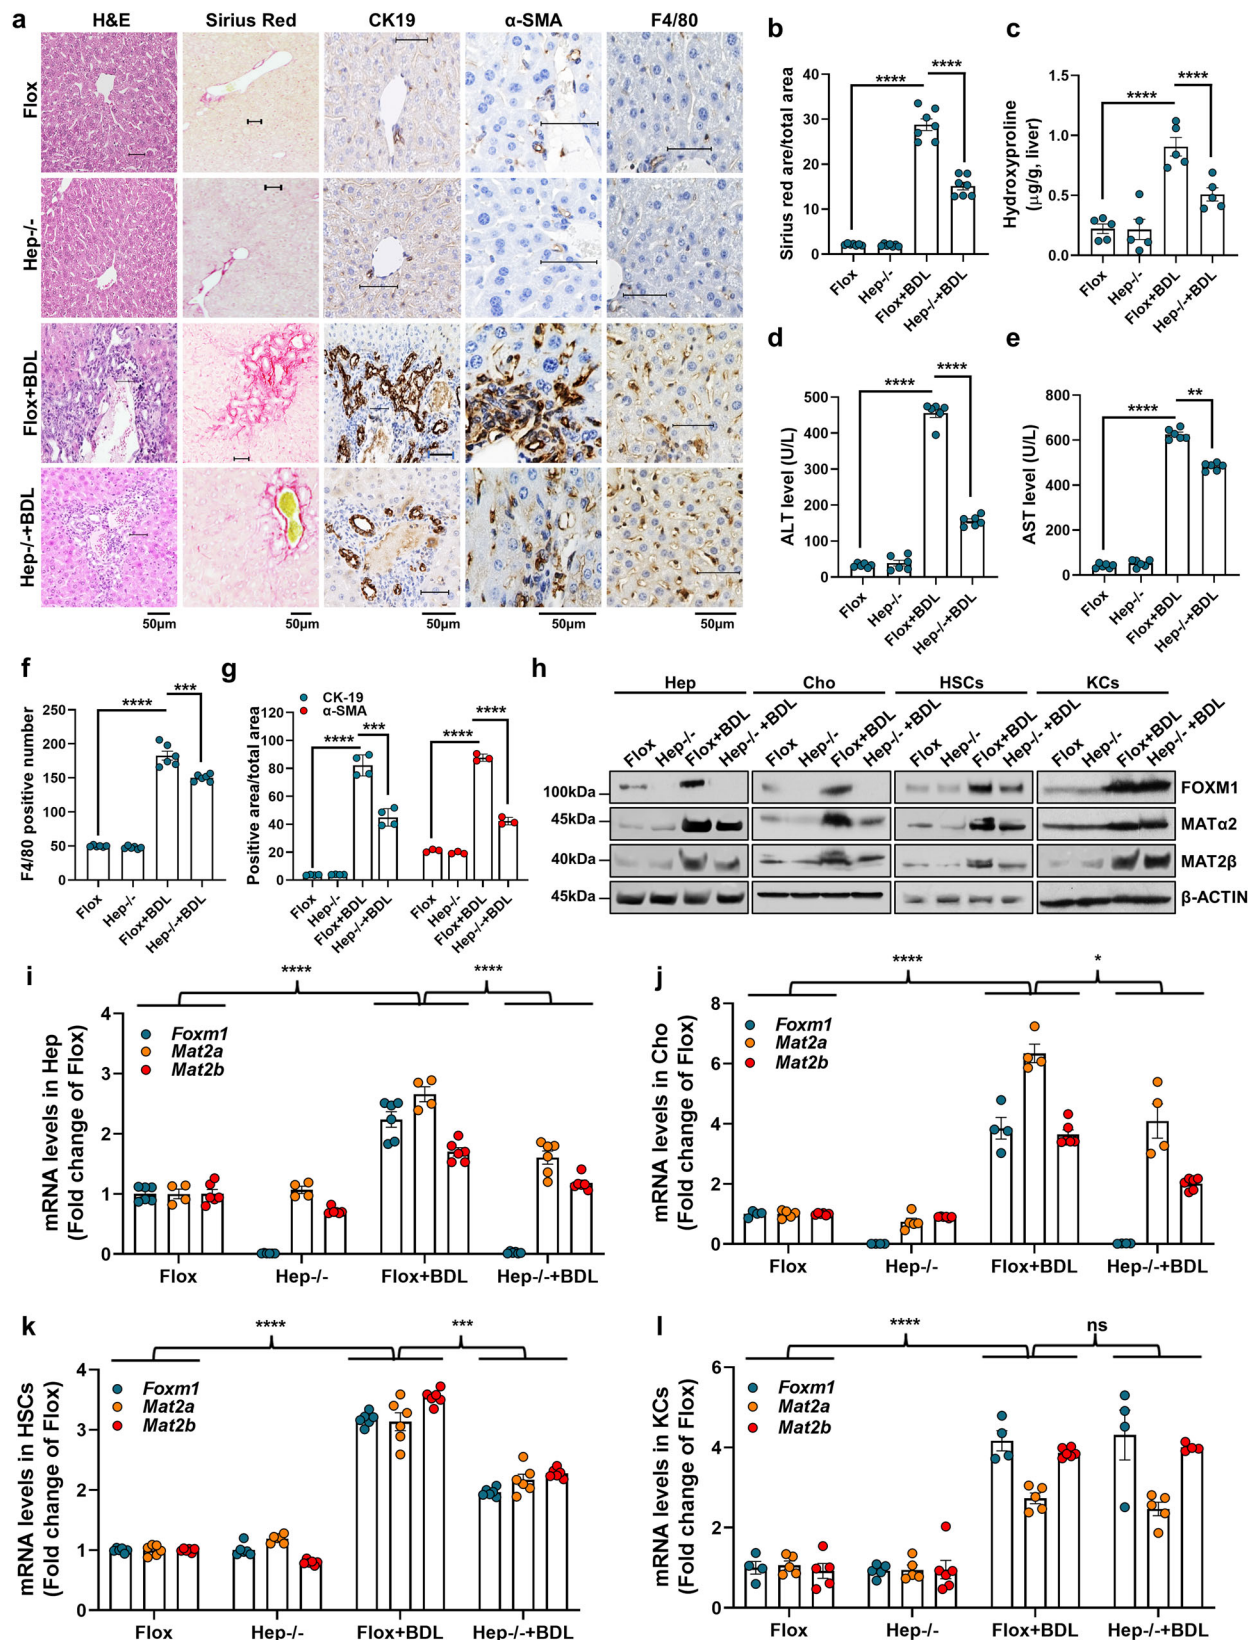 a
H&E Sirius Red CK19 α-SMA F4/80
Flox
Hep-/-
Flox+BDL
Hep-/-+BDL
50μm 50μm 50μm 50μm 50μm
b
Sirius red are/total area
40
30
20
10
0
**** ****
Flox Hep-/- Flox+BDL Hep-/-+BDL
c
Hydroxyproline
(μg/g, liver)
1.5
1.0
0.5
0.0
**** ****
Flox Hep-/- Flox+BDL Hep-/-+BDL
d
ALT level (U/L)
500
400
300
200
100
0
**** ****
Flox Hep-/- Flox+BDL Hep-/-+BDL
e
AST level (U/L)
800
600
400
200
0
**** **
Flox Hep-/- Flox+BDL Hep-/-+BDL
f
F4/80 positive number
250
200
150
100
50
0
**** ***
Flox Hep-/- Flox+BDL Hep-/-+BDL
g
CK-19
α-SMA
Positive area/total area
120
100
80
60
40
20
0
**** *** **** ****
Flox Hep-/- Flox+BDL Hep-/-+BDL Flox Hep-/- Flox+BDL Hep-/-+BDL
h
Hep Cho HSCs KCs
Flox Hep-/- Flox+BDL Hep-/-+BDL Flox Hep-/- Flox+BDL Hep-/-+BDL Flox Hep-/- Flox+BDL Hep-/-+BDL Flox Hep-/- Flox+BDL Hep-/-+BDL
100kDa FOXM1
45kDa MATα2
40kDa MAT2β
45kDa β-ACTIN
i
mRNA levels in Hep
(Fold change of Flox)
**** ****
Foxm1
Mat2a
Mat2b
4
3
2
1
0
Flox Hep-/- Flox+BDL Hep-/-+BDL
j
mRNA levels in Cho
(Fold change of Flox)
**** *
Foxm1
Mat2a
Mat2b
8
6
4
2
0
Flox Hep-/- Flox+BDL Hep-/-+BDL
k
mRNA levels in HSCs
(Fold change of Flox)
**** ***
Foxm1
Mat2a
Mat2b
4
3
2
1
0
Flox Hep-/- Flox+BDL Hep-/-+BDL
l
mRNA levels in KCs
(Fold change of Flox)
**** ns
Foxm1
Mat2a
Mat2b
6
4
2
0
Flox Hep-/- Flox+BDL Hep-/-+BDL